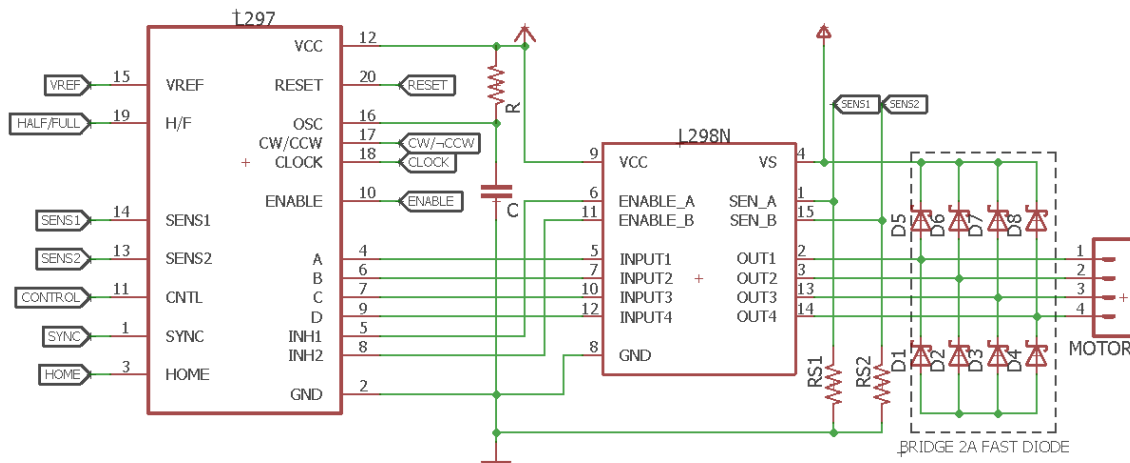 L297
VCC 12
15 VREF
VREF
RESET 20
RESET
19 H/F
HALF/FULL
OSC 16
CW/CCW 17
CW/¬CCW
CLOCK 18
CLOCK
ENABLE 10
ENABLE
14 SENS1
SENS1
13 SENS2
SENS2
11 CNTL
CONTROL
1 SYNC
SYNC
3 HOME
HOME
A 4
B 6
C 7
D 9
INH1 5
INH2 8
GND 2
R
C
L298N
9 VCC
6 ENABLE_A
11 ENABLE_B
5 INPUT1
7 INPUT2
10 INPUT3
12 INPUT4
8 GND
VS 4
SEN_A 1
SEN_B 15
OUT1 2
OUT2 3
OUT3 13
OUT4 14
SENS1
SENS2
RS1
RS2
D5
D6
D7
D8
D1
D2
D3
D4
1
2
3
4
MOTOR
BRIDGE 2A FAST DIODE